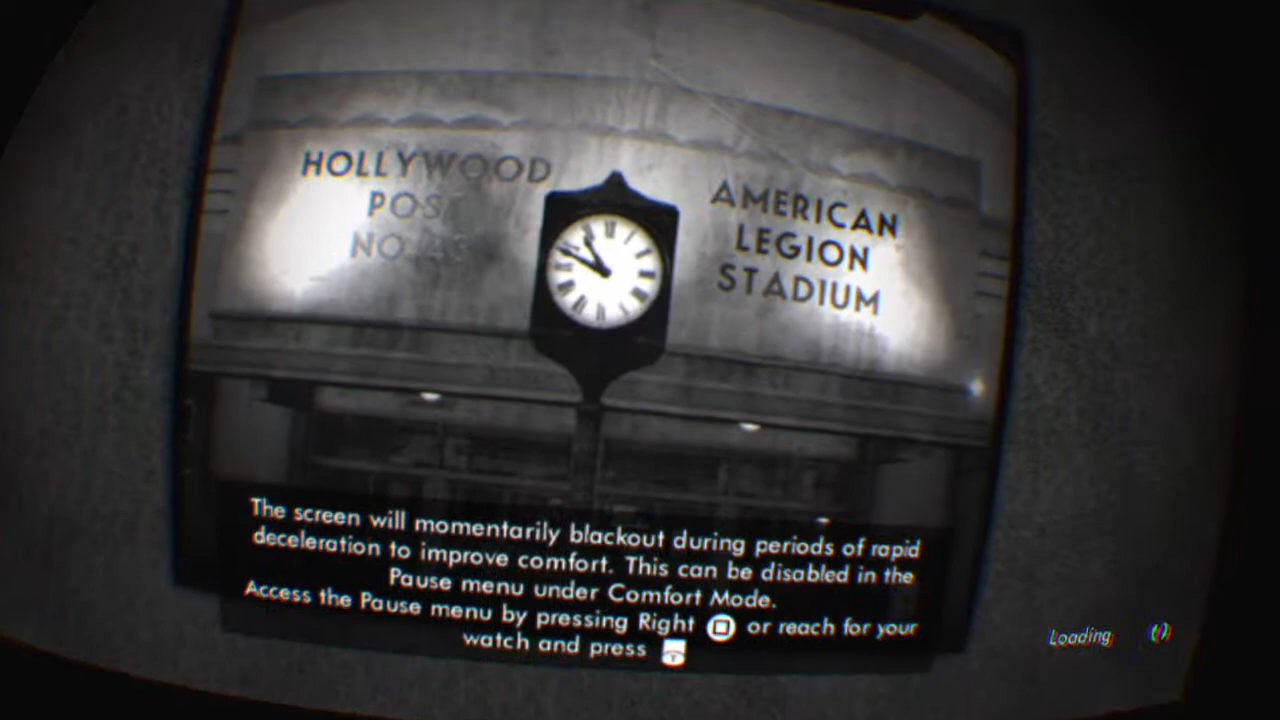 HOLLYWOOD
POST
NO. 43
AMERICAN
LEGION
STADIUM
The screen will momentarily blackout during periods of rapid
deceleration to improve comfort. This can be disabled in the
Pause menu under Comfort Mode.
Access the Pause menu by pressing Right or reach for your
watch and press
Loading